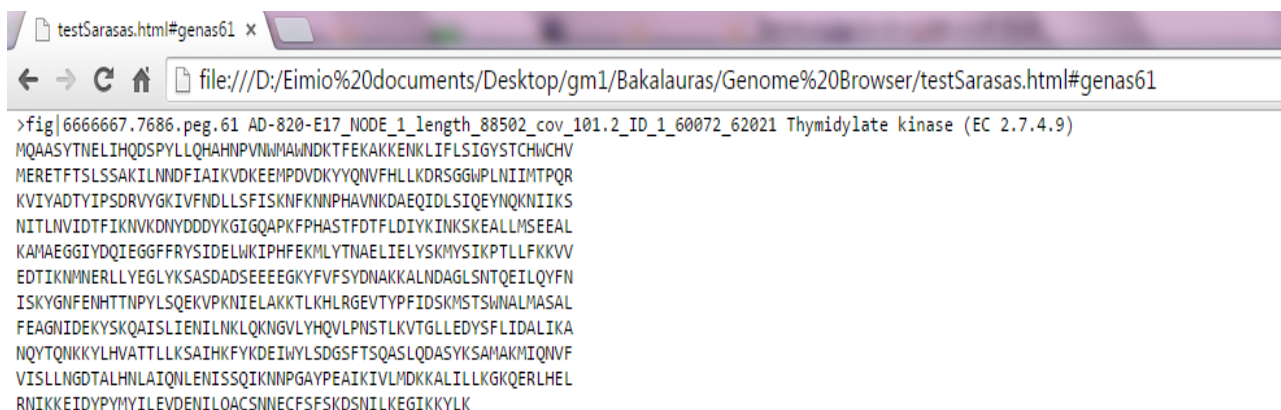 testSarasas.html#genas61 ×
file:///D:/Eimio%20documents/Desktop/gm1/Bakalauras/Genome%20Browser/testSarasas.html#genas61
>fig|6666667.7686.peg.61 AD-820-E17_NODE_1_length_88502_cov_101.2_ID_1_60072_62021 Thymidylate kinase (EC 2.7.4.9)
MQAASYTNELIHQDSPYLLQHAHNPVNWMAWNDKTFEKAKKENKLIFLSIGYSTCHWCHV
MERETFTSLSSAKILNNDFIAIKVDKEEMPDVDKYYQNVFHLLKDRSGGWPLNIIMTPQR
KVIYADTYIPSDRVYGKIVFNDLLSFISKNFKNNPHAVNKDAEQIDLSIQEYNQKNIIKS
NITLNVIDTFIKNVKDNYDDDYKGIGQAPKFPHASTFDTFLDIYKINKSKEALLMSEEAL
KAMAEGGIYDQIEGGFFRYSIDELWKIPHFEKMLYTNAELIELYSKMYSIKPTLLFKKVV
EDTIKNMNERLLYEGLYKSASDADSEEEEGKYFVFSYDNAKKALNDAGLSNTQEILQYFN
ISKYGNFENHTTNPYLSQEKVPKNIELAKKTLKHLRGEVTYPFIDSKMSTSWNALMASAL
FEAGNIDEKYSKQAISLIENILNKLQKNGVLYHQVLPNSTLKVTGLLEDYSFLIDALIKA
NQYTQNKKYLHVATTLLKSAIHKFYKDEIWYLSDGSFTSQASLQDASYKSAMAKMIQNVF
VISLLNGDTALHNLAIQNLENISSQIKNNPGAYPEAIKIVLMDKKALILLKGKQERLHEL
RNIKKEIDYPYMYILEVDENILQACSNNECFSFSKDSNILKEGIKKYLK